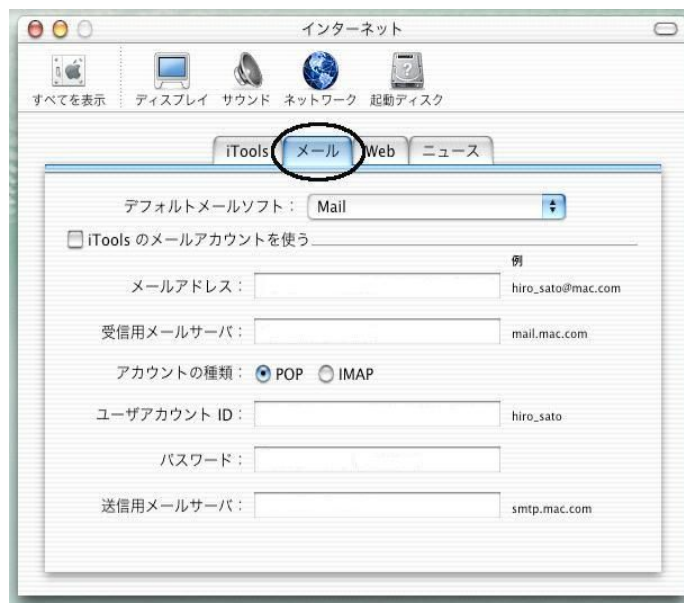 インターネット
すべてを表示 ディスプレイ サウンド ネットワーク 起動ディスク
iTools メール Web ニュース
デフォルトメールソフト： Mail
iTools のメールアカウントを使う
例
メールアドレス： hiro_sato@mac.com
受信用メールサーバ： mail.mac.com
アカウントの種類： POP IMAP
ユーザアカウント ID： hiro_sato
パスワード：
送信用メールサーバ： smtp.mac.com